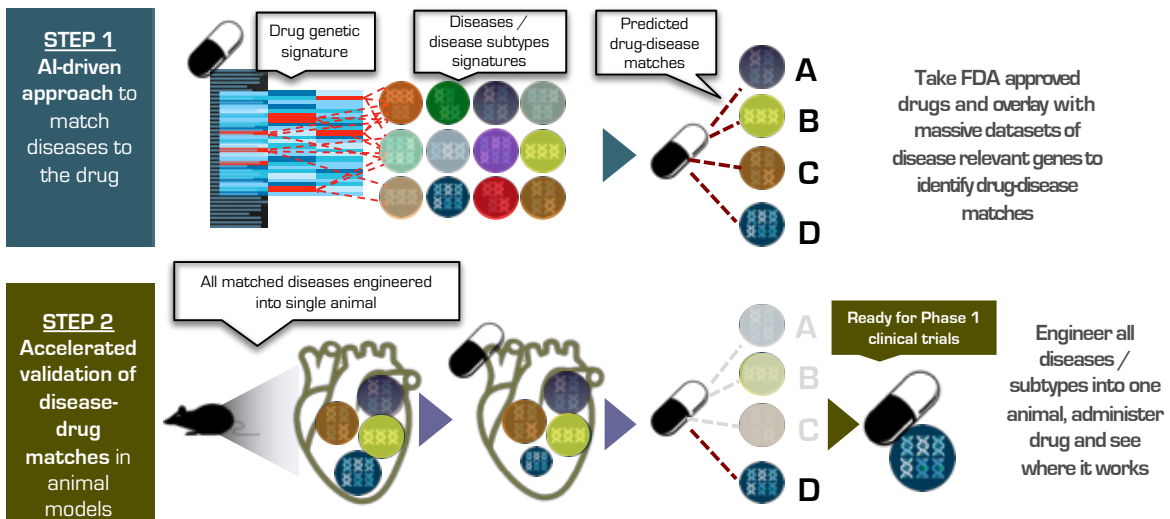 STEP 1
AI-driven
approach to
match
diseases to
the drug
Drug genetic
signature
Diseases /
disease subtypes
signatures
Predicted
drug-disease
matches
A
B
C
D
Take FDA approved
drugs and overlay with
massive datasets of
disease relevant genes to
identify drug-disease
matches
STEP 2
Accelerated
validation of
disease-
drug
matches in
animal
models
All matched diseases engineered
into single animal
A
B
C
D
Ready for Phase 1
clinical trials
Engineer all
diseases /
subtypes into one
animal, administer
drug and see
where it works